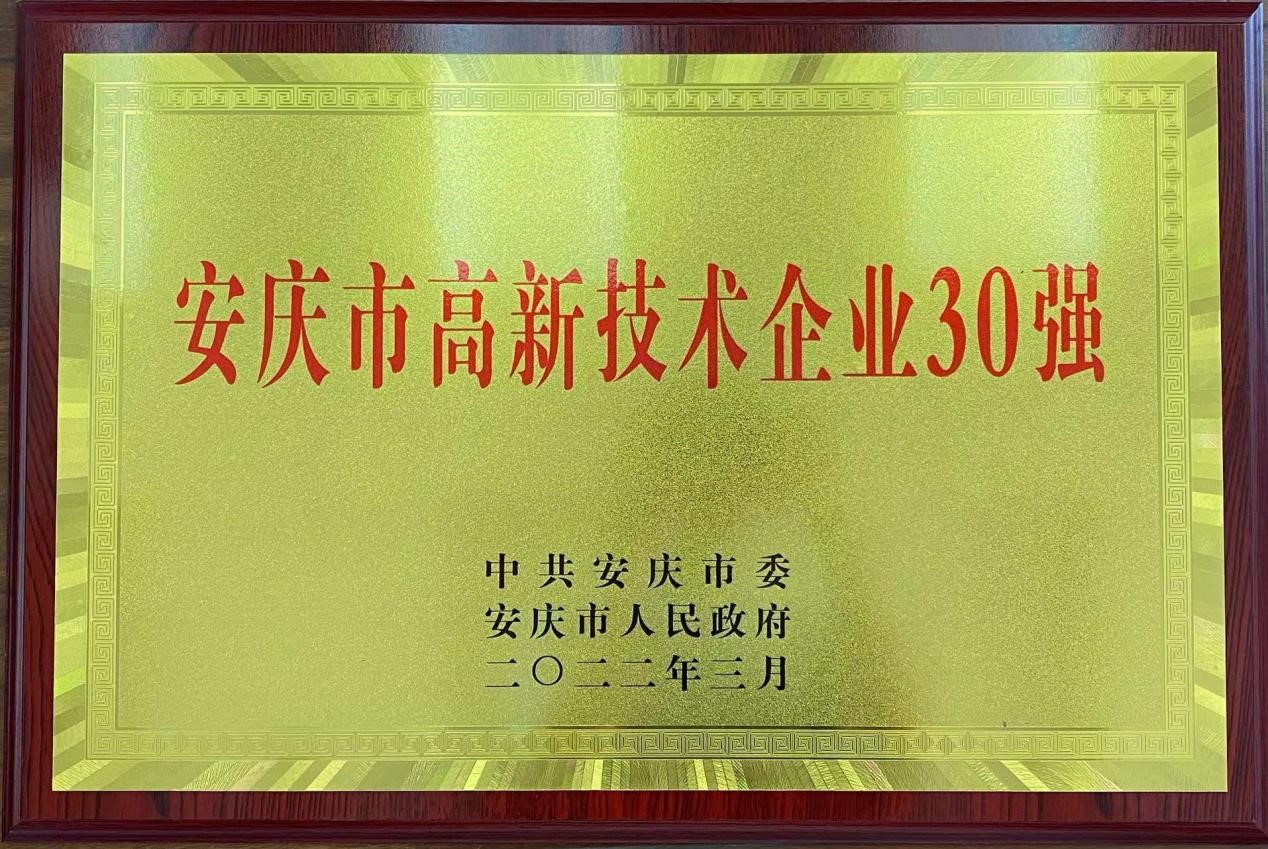 安庆市高新技术企业30强
中共安庆市委
安庆市人民政府
二〇二二年三月